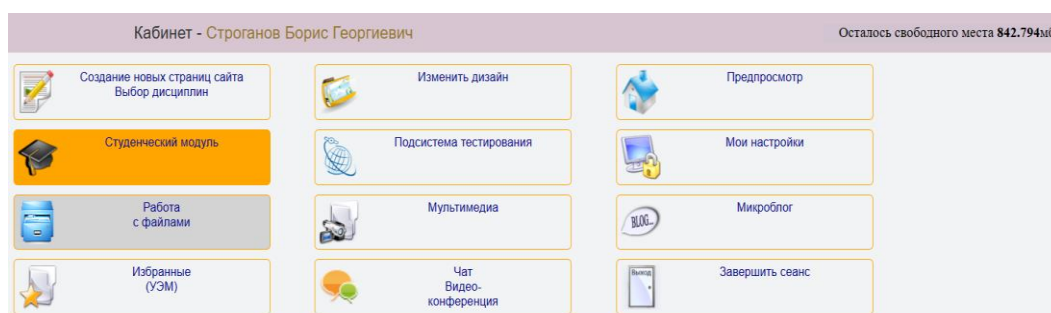 Кабинет - Строганов Борис Георгиевич
Осталось свободного места 842.794мб
Создание новых страниц сайта
Выбор дисциплин
Изменить дизайн
Предпросмотр
Студенческий модуль
Подсистема тестирования
Мои настройки
Работа
с файлами
Мультимедиа
BLOG...
Микроблог
Избранные
(УЭМ)
Чат
Видео-
конференция
Выход
Завершить сеанс